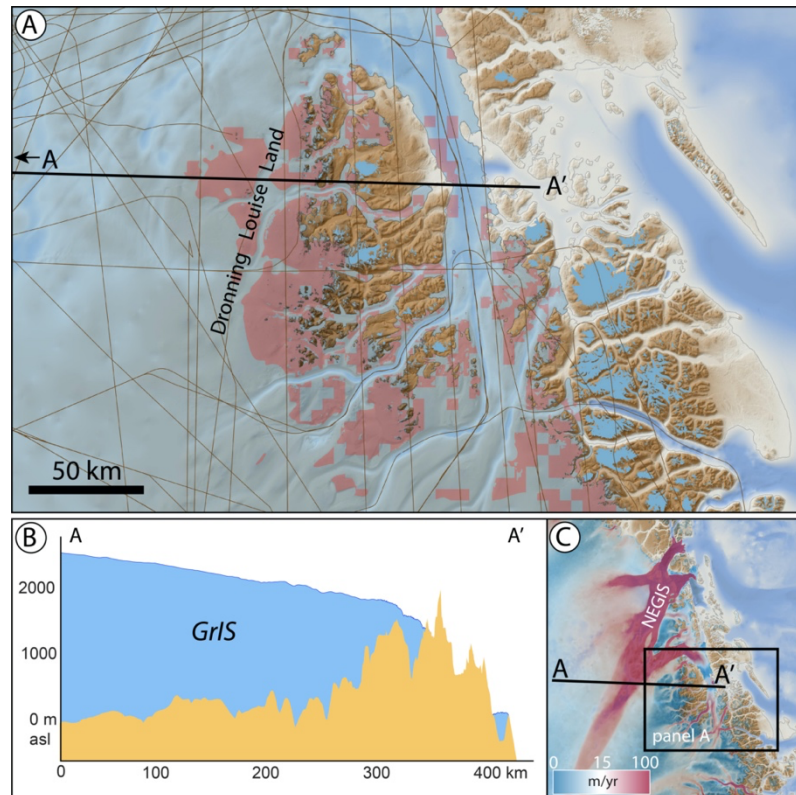 A
Dronning Louise Land
A
A'
50 km
B
A
A'
2000
1000
0 m
asl
GrIS
0
100
200
300
400 km
C
NEGIS
A
A'
panel A
0
15
100
m/yr